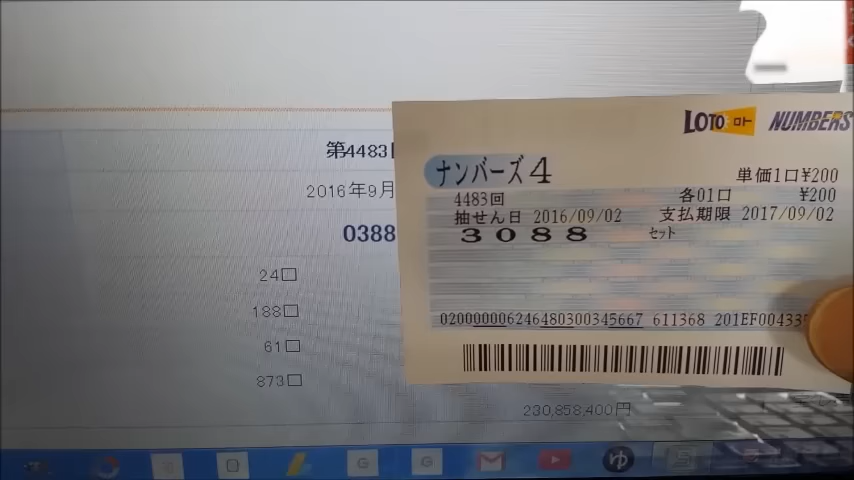 第4483
2016年9月
0388
24口
188口
61口
873口
230,858,400円
LOTO ロト
NUMBERS
ナンバーズ4
単価1口¥200
4483回
各01口 ¥200
抽せん日 2016/09/02
支払期限 2017/09/02
3088 セット
020000006246480300345667 611368 201EF00433
M
ゆ